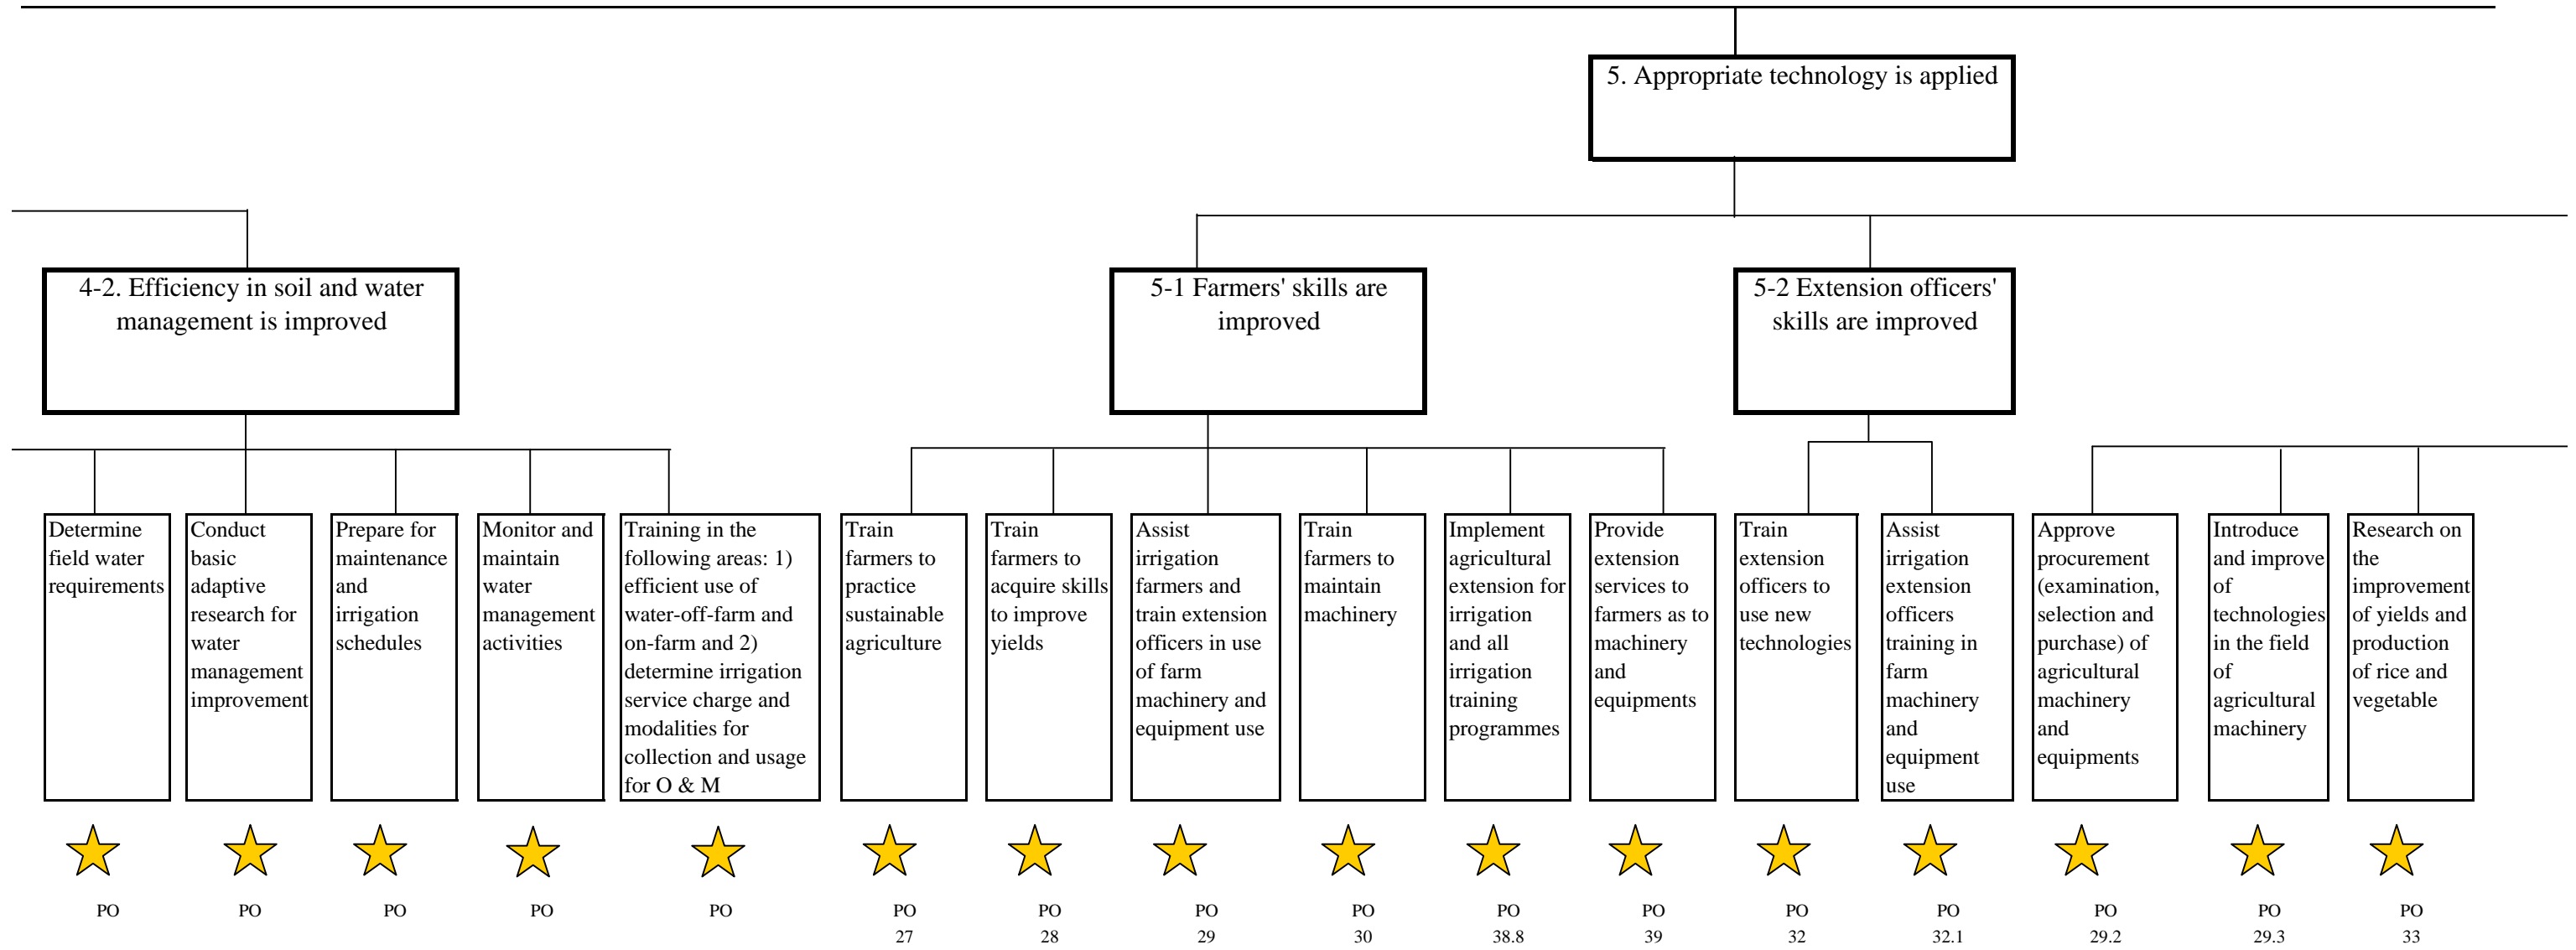 5. Appropriate technology is applied
4-2. Efficiency in soil and water
management is improved
5-1 Farmers' skills are
improved
5-2 Extension officers'
skills are improved
Determine
field water
requirements
Conduct
basic
adaptive
research for
water
management
improvement
Prepare for
maintenance
and
irrigation
schedules
Monitor and
maintain
water
management
activities
Training in the
following areas: 1)
efficient use of
water-off-farm and
on-farm and 2)
determine irrigation
service charge and
modalities for
collection and usage
for O & M
Train
farmers to
practice
sustainable
agriculture
Train
farmers to
acquire skills
to improve
yields
Assist
irrigation
farmers and
train extension
officers in use
of farm
machinery and
equipment use
Train
farmers to
maintain
machinery
Implement
agricultural
extension for
irrigation
and all
irrigation
training
programmes
Provide
extension
services to
farmers as to
machinery
and
equipments
Train
extension
officers to
use new
technologies
Assist
irrigation
extension
officers
training in
farm
machinery
and
equipment
use
Approve
procurement
(examination,
selection and
purchase) of
agricultural
machinery
and
equipments
Introduce
and improve
of
technologies
in the field
of
agricultural
machinery
Research on
the
improvement
of yields and
production
of rice and
vegetable
PO
PO
PO
PO
PO
PO
27
PO
28
PO
29
PO
30
PO
38.8
PO
39
PO
32
PO
32.1
PO
29.2
PO
29.3
PO
33